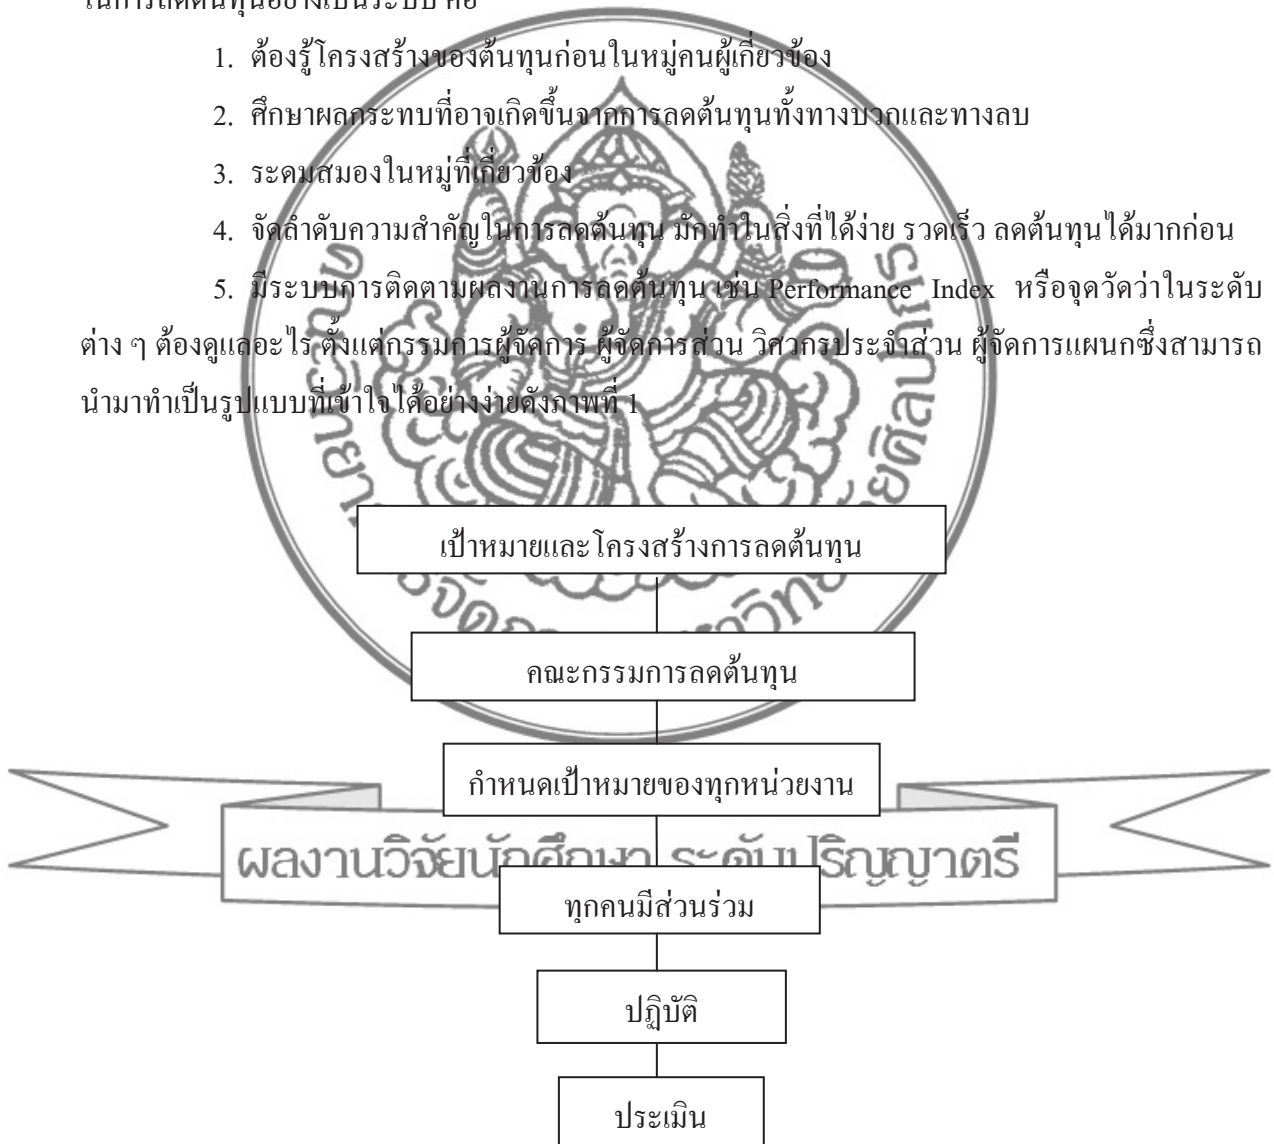 ในการลดต้นทุนอย่างเป็นระบบ คือ
1. ต้องรู้โครงสร้างของต้นทุนก่อนในหมู่คนผู้เกี่ยวข้อง
2. ศึกษาผลกระทบที่อาจเกิดขึ้นจากการลดต้นทุนทั้งทางบวกและทางลบ
3. ระดมสมองในหมู่ที่เกี่ยวข้อง
4. จัดลำดับความสำคัญในการลดต้นทุน มักทำในสิ่งที่ได้ง่าย รวดเร็ว ลดต้นทุนได้มากก่อน
5. มีระบบการติดตามผลงานการลดต้นทุน เช่น Performance Index หรือจุดวัดว่าในระดับ
ต่าง ๆ ต้องดูแลอะไร ตั้งแต่กรรมการผู้จัดการ ผู้จัดการส่วน วิศวกรประจำส่วน ผู้จัดการแผนกซึ่งสามารถ
นำมาทำเป็นรูปแบบที่เข้าใจได้อย่างง่ายดังภาพที่ 1
เป้าหมายและโครงสร้างการลดต้นทุน
คณะกรรมการลดต้นทุน
กำหนดเป้าหมายของทุกหน่วยงาน
ผลงานวิจัยนักศึกษา ระดับปริญญาตรี
ทุกคนมีส่วนร่วม
ปฏิบัติ
ประเมิน